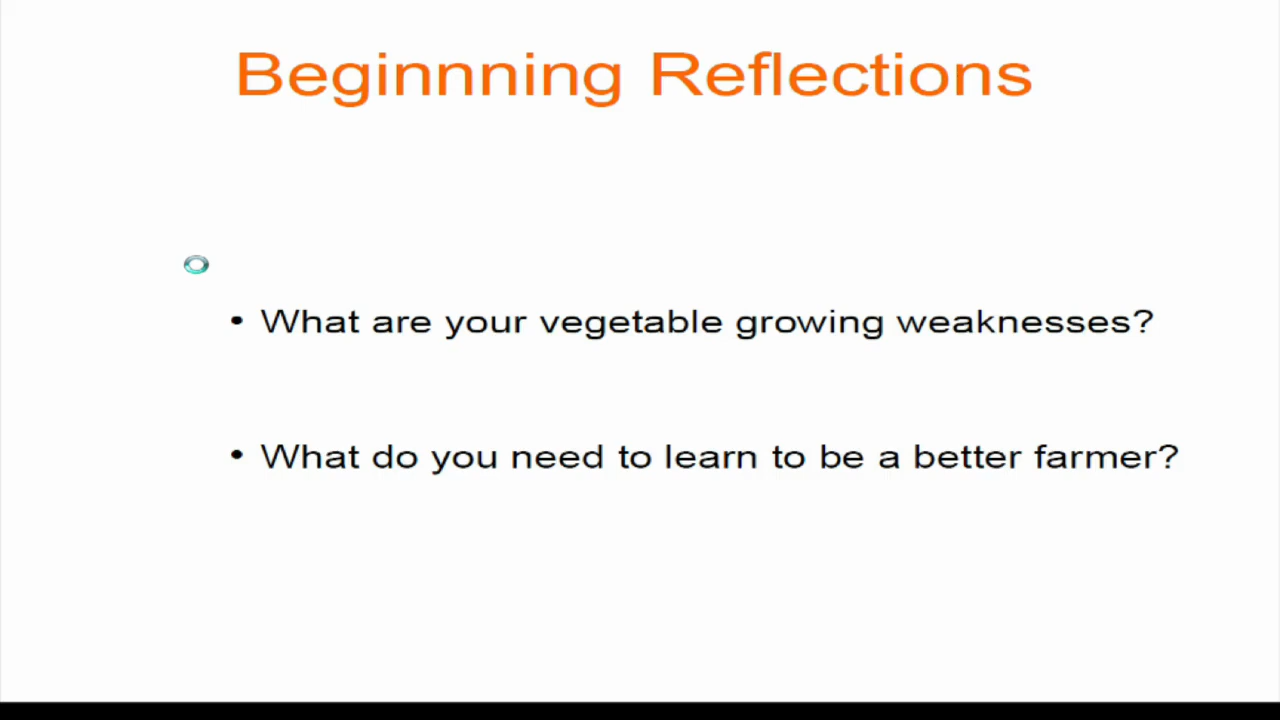 Beginnning Reflections
• What are your vegetable growing weaknesses?
• What do you need to learn to be a better farmer?